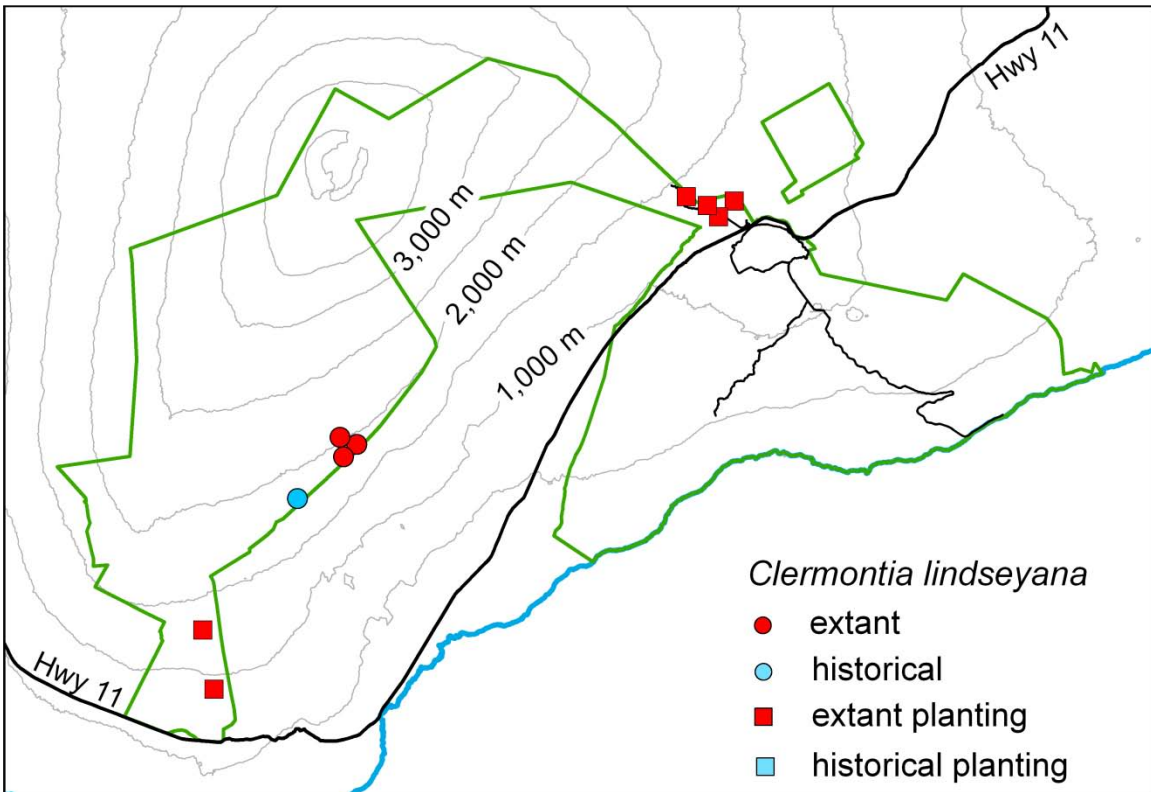 Hwy 11
3,000 m
2,000 m
1,000 m
Hwy 11
Clermontia lindseyana
extant
historical
extant planting
historical planting